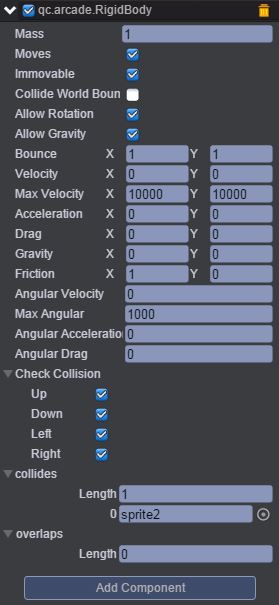 qc.arcade.RigidBody
Mass 1
Moves
Immovable
Collide World Boun
Allow Rotation
Allow Gravity
Bounce X 1 Y 1
Velocity X 0 Y 0
Max Velocity X 10000 Y 10000
Acceleration X 0 Y 0
Drag X 0 Y 0
Gravity X 0 Y 0
Friction X 1 Y 0
Angular Velocity 0
Max Angular 1000
Angular Acceleratio 0
Angular Drag 0
Check Collision
Up
Down
Left
Right
collides
Length 1
0 sprite2
overlaps
Length 0
Add Component